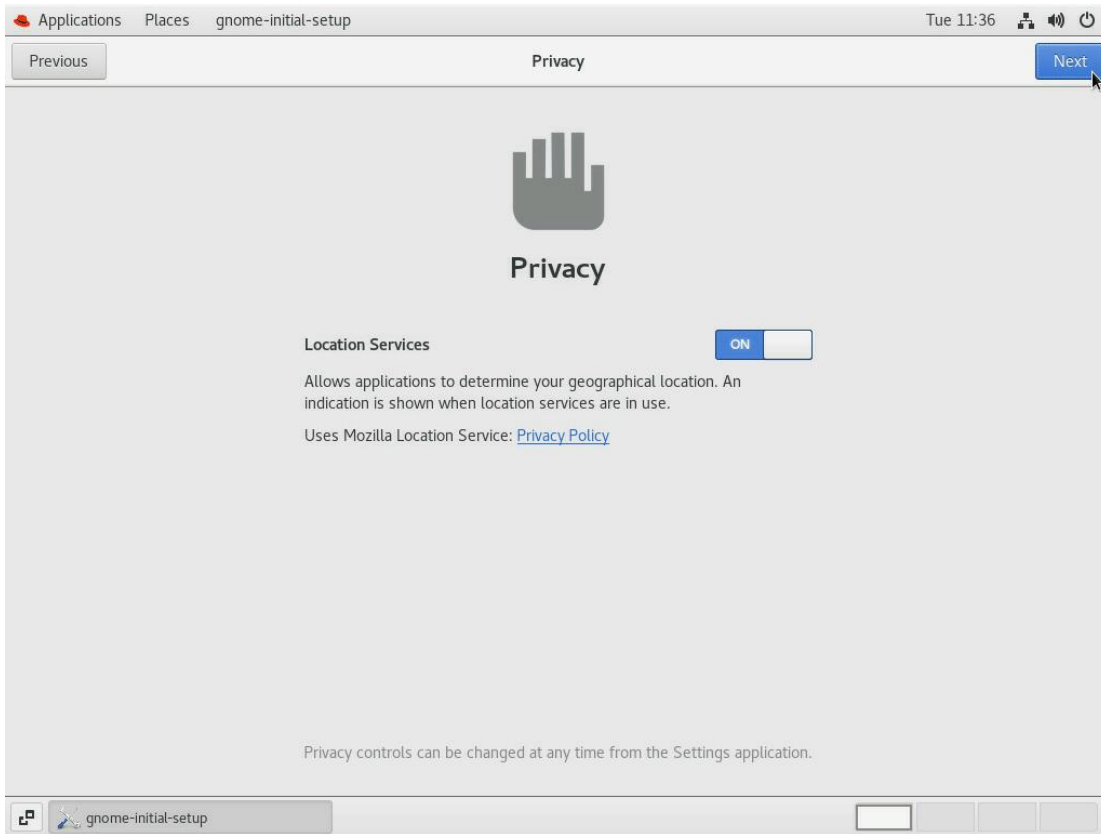 Applications Places gnome-initial-setup Tue 11:36
Previous Privacy Next
Privacy
Location Services ON
Allows applications to determine your geographical location. An
indication is shown when location services are in use.
Uses Mozilla Location Service: Privacy Policy
Privacy controls can be changed at any time from the Settings application.
gnome-initial-setup